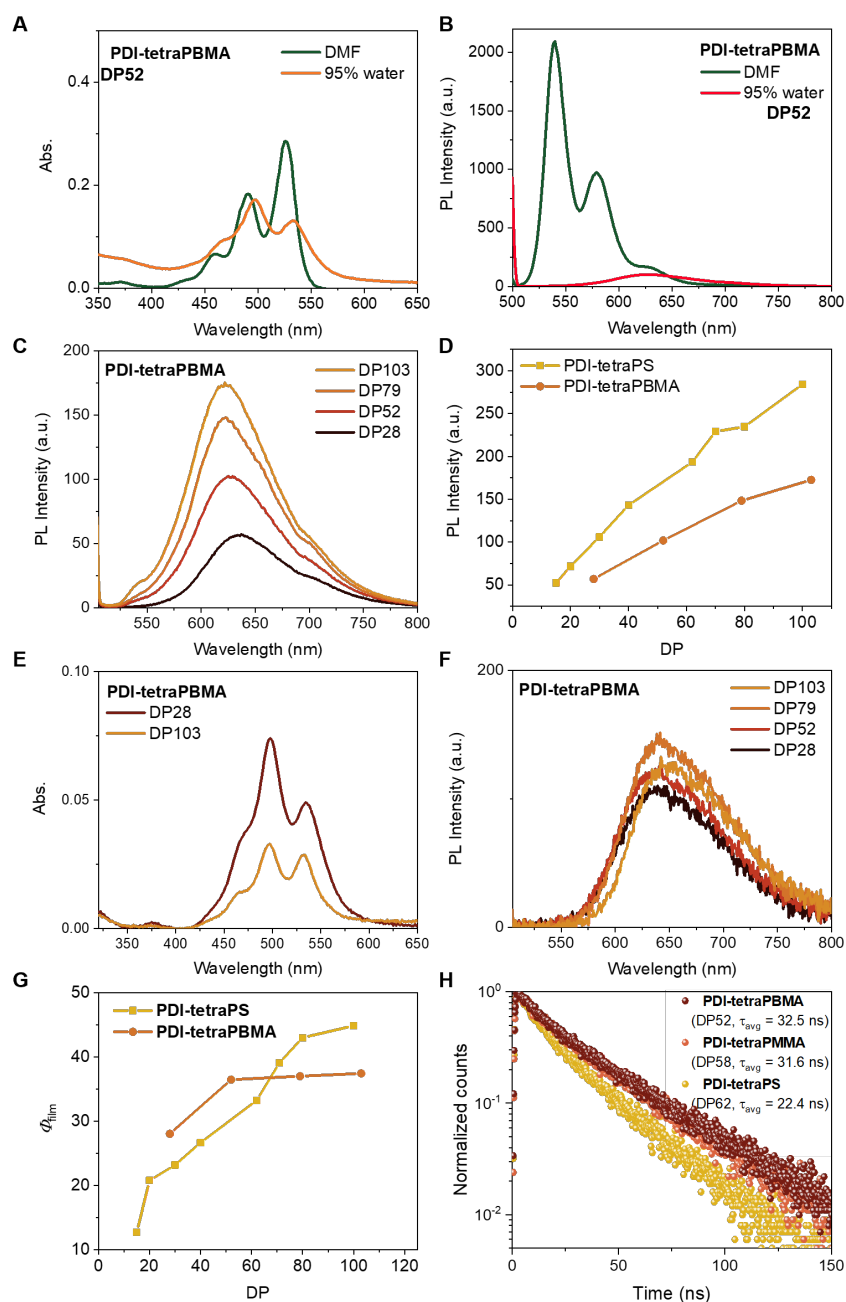 A
PDI-tetraPBMA
DP52
DMF
95% water
0.4
0.2
0.0
Abs.
350 400 450 500 550 600 650
Wavelength (nm)
B
PDI-tetraPBMA
DMF
95% water
DP52
2000
1500
1000
500
0
PL Intensity (a.u.)
500 550 600 650 700 750 800
Wavelength (nm)
C
PDI-tetraPBMA
DP103
DP79
DP52
DP28
200
150
100
50
0
PL Intensity (a.u.)
550 600 650 700 750 800
Wavelength (nm)
D
PDI-tetraPS
PDI-tetraPBMA
300
250
200
150
100
50
PL Intensity (a.u.)
0 20 40 60 80 100
DP
E
PDI-tetraPBMA
DP28
DP103
0.10
0.05
0.00
Abs.
350 400 450 500 550 600 650
Wavelength (nm)
F
PDI-tetraPBMA
DP103
DP79
DP52
DP28
200
100
0
PL Intensity (a.u.)
550 600 650 700 750 800
Wavelength (nm)
G
PDI-tetraPS
PDI-tetraPBMA
50
40
30
20
10
Φfilm
20 40 60 80 100 120
DP
H
PDI-tetraPBMA
(DP52, τavg = 32.5 ns)
PDI-tetraPMMA
(DP58, τavg = 31.6 ns)
PDI-tetraPS
(DP62, τavg = 22.4 ns)
10⁰
10⁻¹
10⁻²
Normalized counts
0 50 100 150
Time (ns)